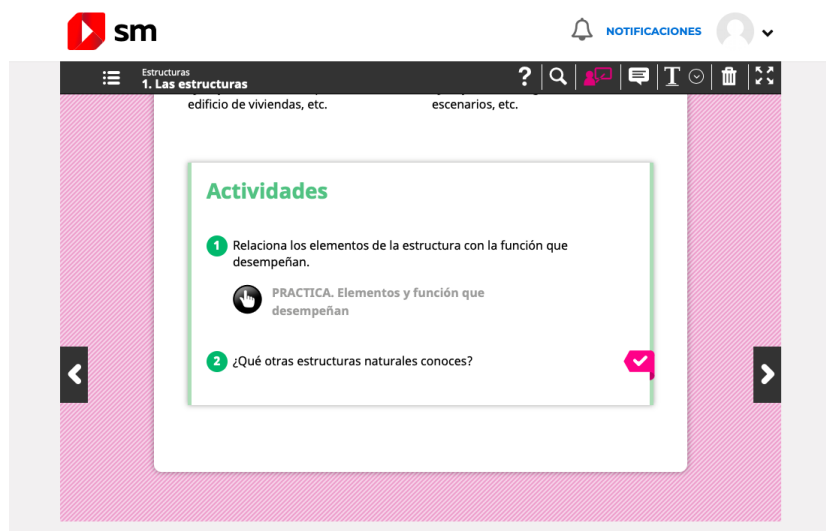 sm
NOTIFICACIONES
Estructuras
1. Las estructuras
?
T
edificio de viviendas, etc.
escenarios, etc.
Actividades
1 Relaciona los elementos de la estructura con la función que
desempeñan.
PRACTICA. Elementos y función que
desempeñan
2 ¿Qué otras estructuras naturales conoces?